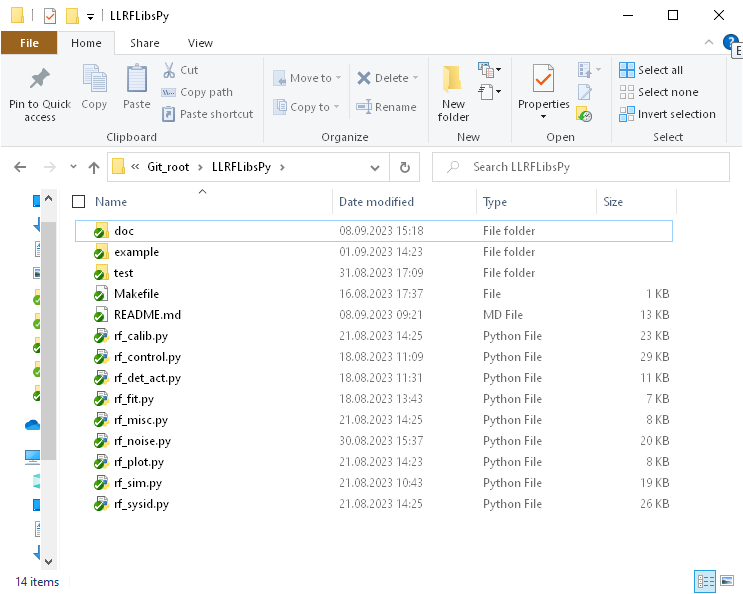 LLRFLibsPy
File Home Share View
?
E
Pin to Quick access
Copy
Paste
Cut
Copy path
Paste shortcut
Clipboard
Move to
Copy to
Delete
Rename
Organize
New folder
New
Properties
Open
Select all
Select none
Invert selection
Select
« Git_root > LLRFLibsPy >
Search LLRFLibsPy
Name Date modified Type Size
doc 08.09.2023 15:18 File folder
example 01.09.2023 14:23 File folder
test 31.08.2023 17:09 File folder
Makefile 16.08.2023 17:37 File 1 KB
README.md 08.09.2023 09:21 MD File 13 KB
rf_calib.py 21.08.2023 14:25 Python File 23 KB
rf_control.py 18.08.2023 11:09 Python File 29 KB
rf_det_act.py 18.08.2023 11:31 Python File 11 KB
rf_fit.py 18.08.2023 13:43 Python File 7 KB
rf_misc.py 21.08.2023 14:25 Python File 8 KB
rf_noise.py 30.08.2023 15:37 Python File 20 KB
rf_plot.py 21.08.2023 14:23 Python File 8 KB
rf_sim.py 21.08.2023 10:43 Python File 19 KB
rf_sysid.py 21.08.2023 14:25 Python File 26 KB
14 items